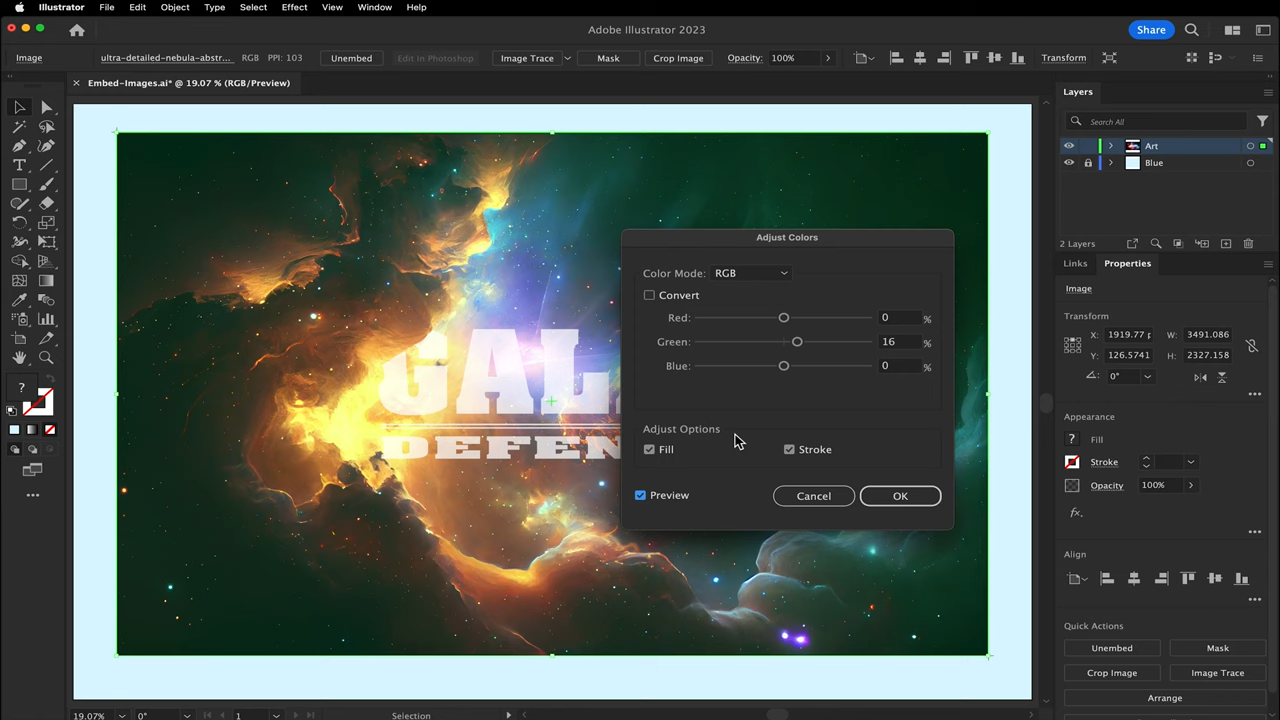 Illustrator File Edit Object Type Select Effect View Window Help
Adobe Illustrator 2023
Share
Image ultra-detailed-nebula-abstr... RGB PPI: 103 Unembed Edit In Photoshop Image Trace Mask Crop Image Opacity: 100% Transform
Embed-Images.ai* @ 19.07 % (RGB/Preview)
Layers
Search All
Art
Blue
2 Layers
Links Properties
Image
Transform
X: 1919.77 p W: 3491.086
Y: 126.5741 H: 2327.158
0°
Appearance
? Fill
Stroke
Opacity 100%
fx.
Align
Quick Actions
Unembed Mask
Crop Image Image Trace
Arrange
GAL
DEFEN
Adjust Colors
Color Mode: RGB
Convert
Red: 0 %
Green: 16 %
Blue: 0 %
Adjust Options
Fill Stroke
Preview Cancel OK
?
19.07% 0° 1 Selection